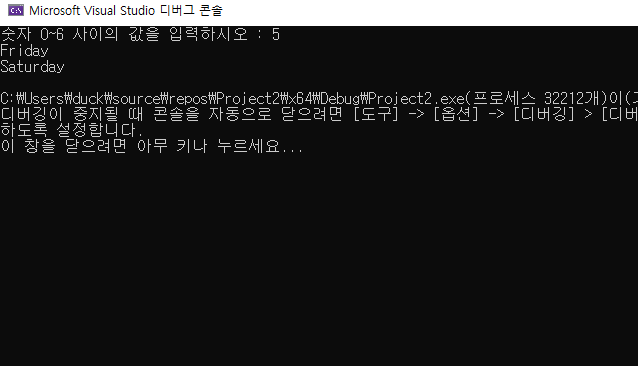 Microsoft Visual Studio 디버그 콘솔
숫자 0~6 사이의 값을 입력하시오 : 5
Friday
Saturday
C:₩Users₩duck₩source₩repos₩Project2₩x64₩Debug₩Project2.exe(프로세스 32212개)이(
디버깅이 중지될 때 콘솔을 자동으로 닫으려면 [도구] -> [옵션] -> [디버깅] > [디버
하도록 설정합니다.
이 창을 닫으려면 아무 키나 누르세요...